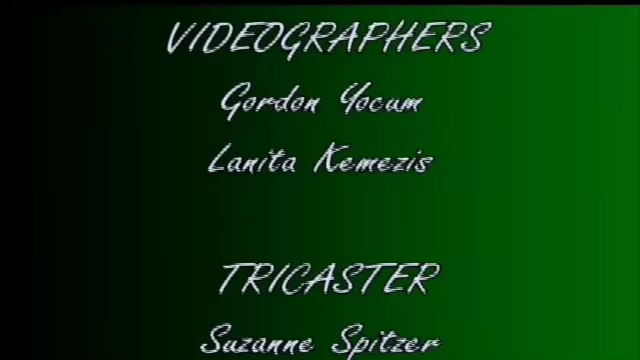 VIDEOGRAPHERS
Gordon Yocum
Lanita Kemezis
TRICASTER
Suzanne Spitzer